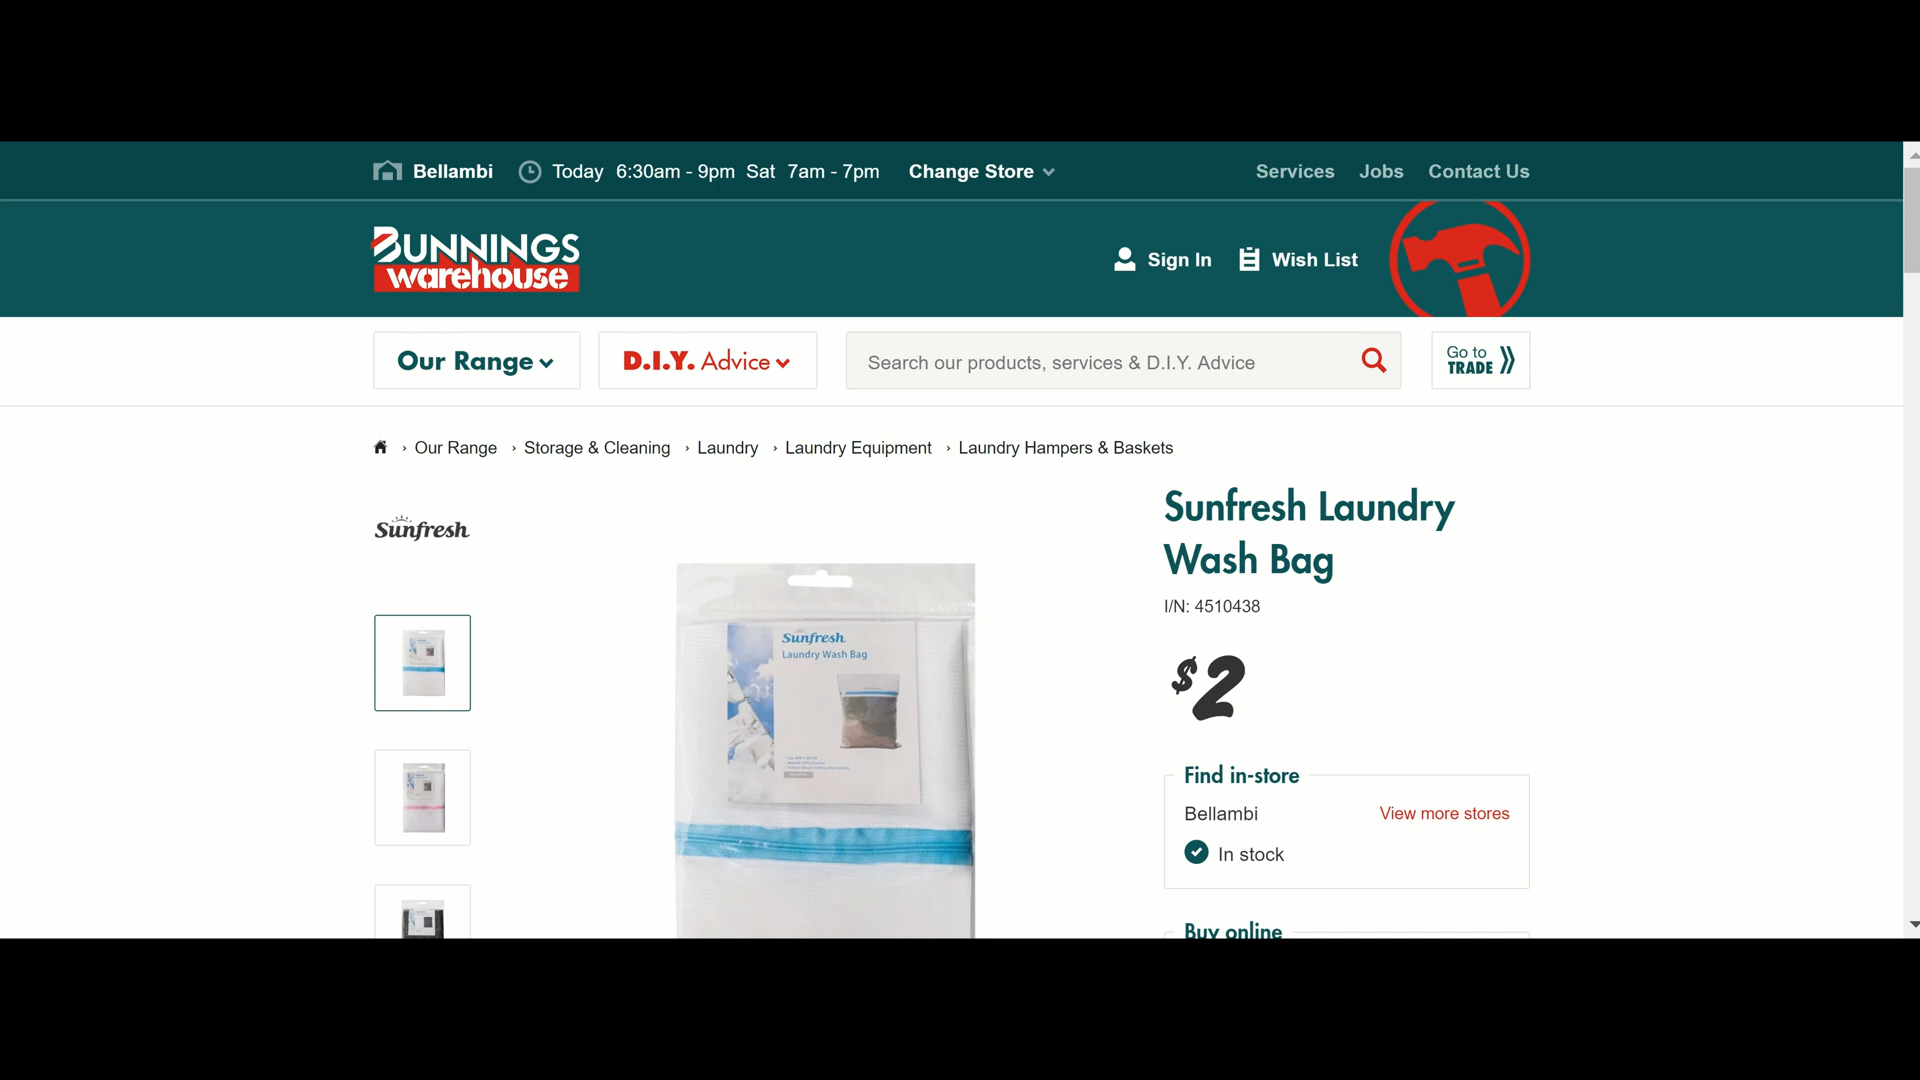 Bellambi Today 6:30am - 9pm Sat 7am - 7pm Change Store Services Jobs Contact Us
BUNNINGS
warehouse
Sign In Wish List
Our Range D.I.Y. Advice Search our products, services & D.I.Y. Advice Go to
TRADE
› Our Range › Storage & Cleaning › Laundry › Laundry Equipment › Laundry Hampers & Baskets
Sunfresh
Sunfresh Laundry
Wash Bag
I/N: 4510438
$2
Sunfresh
Laundry Wash Bag
Find in-store
Bellambi View more stores
In stock
Buy online